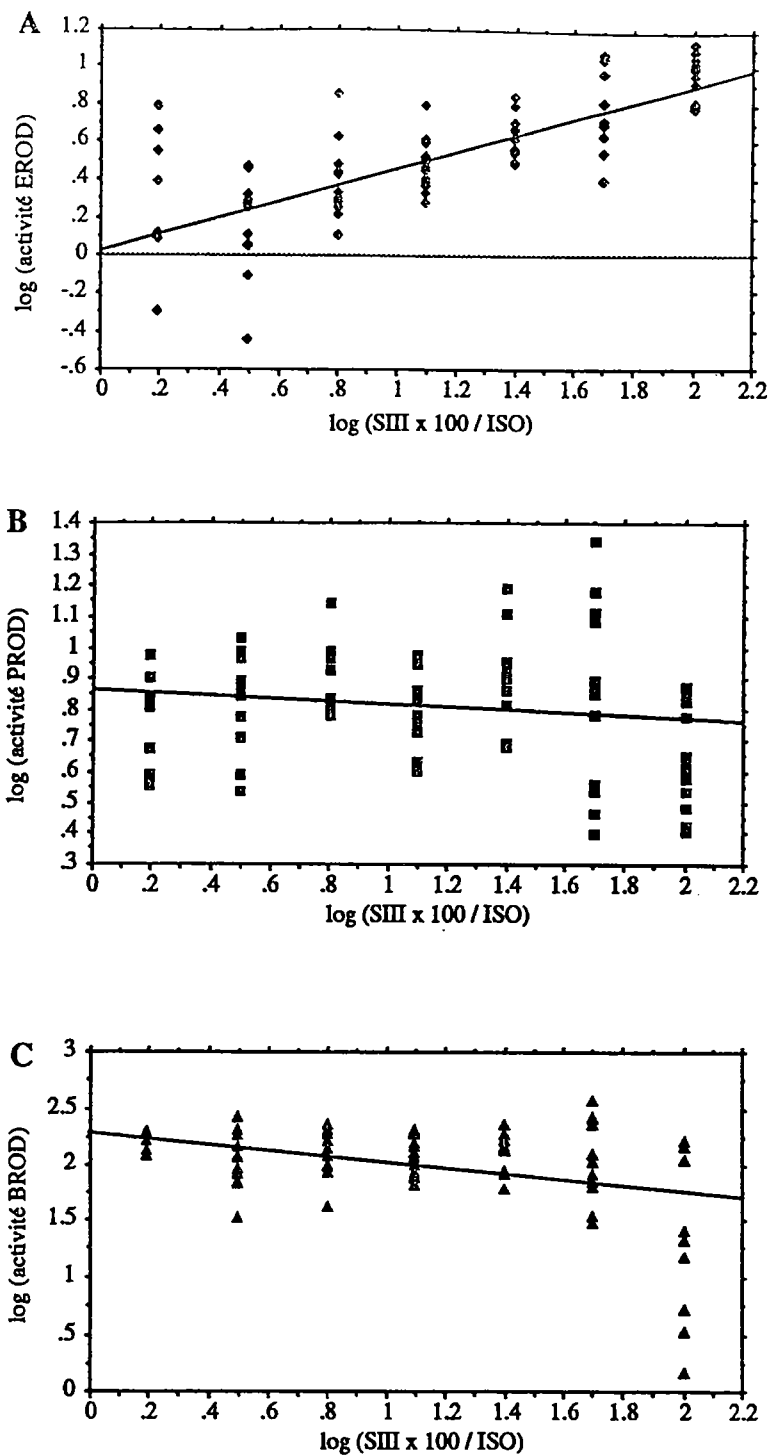 A
1.2
1
.8
.6
.4
.2
0
-.2
-.4
-.6
log (activité EROD)
0 .2 .4 .6 .8 1 1.2 1.4 1.6 1.8 2 2.2
log (SIII x 100 / ISO)
B
1.4
1.3
1.2
1.1
1
.9
.8
.7
.6
.5
.4
.3
log (activité PROD)
0 .2 .4 .6 .8 1 1.2 1.4 1.6 1.8 2 2.2
log (SIII x 100 / ISO)
C
3
2.5
2
1.5
1
.5
0
log (activité BROD)
0 .2 .4 .6 .8 1 1.2 1.4 1.6 1.8 2 2.2
log (SIII x 100 / ISO)